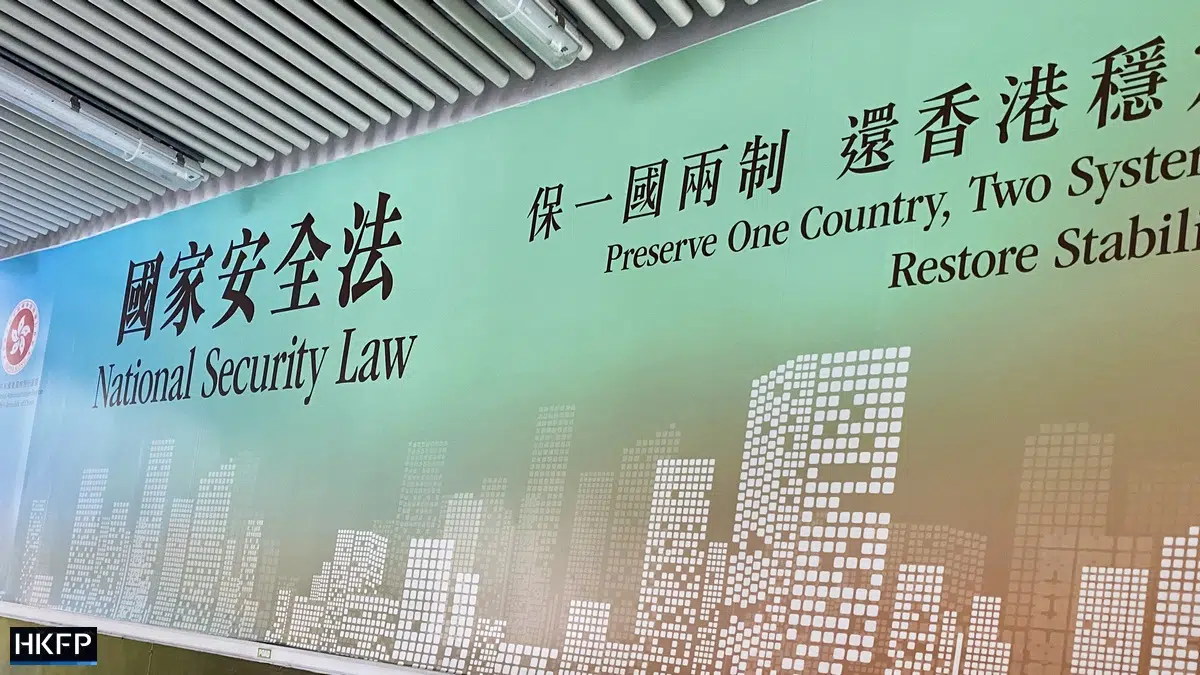 國家安全法
National Security Law
保一國兩制 還香港穩
Preserve One Country, Two System
Restore Stabili
HKFP